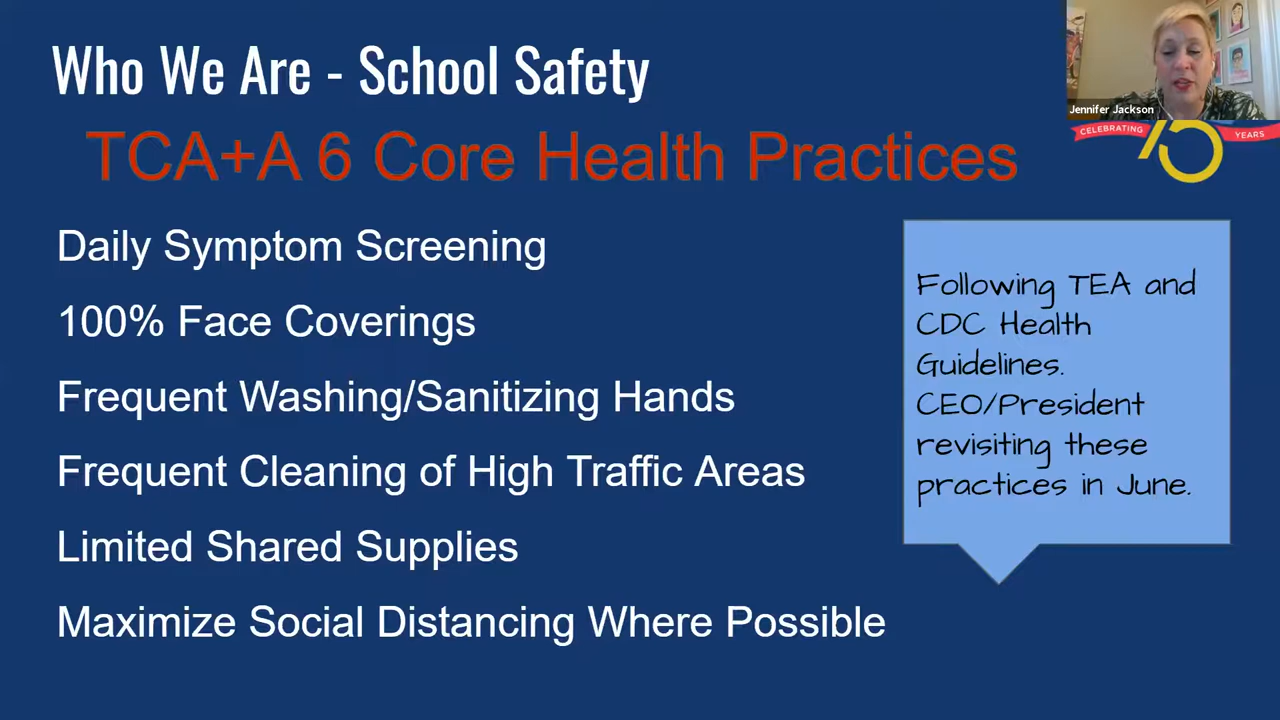 Who We Are - School Safety
TCA+A 6 Core Health Practices
Jennifer Jackson
CELEBRATING 10 YEARS
Daily Symptom Screening
100% Face Coverings
Frequent Washing/Sanitizing Hands
Frequent Cleaning of High Traffic Areas
Limited Shared Supplies
Maximize Social Distancing Where Possible
Following TEA and
CDC Health
Guidelines.
CEO/President
revisiting these
practices in June.